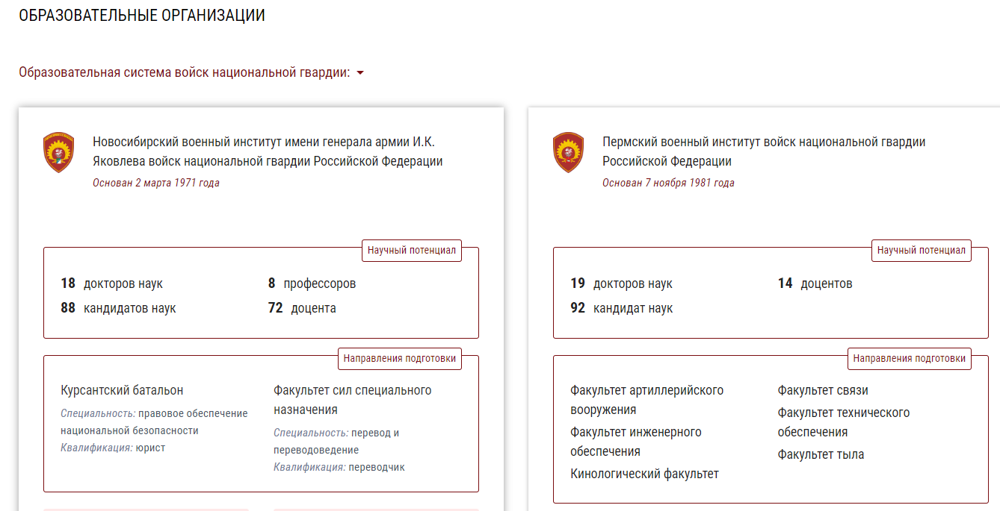 ОБРАЗОВАТЕЛЬНЫЕ ОРГАНИЗАЦИИ
Образовательная система войск национальной гвардии:
Новосибирский военный институт имени генерала армии И.К.
Яковлева войск национальной гвардии Российской Федерации
Основан 2 марта 1971 года
Научный потенциал
18 докторов наук
8 профессоров
88 кандидатов наук
72 доцента
Направления подготовки
Курсантский батальон
Специальность: правовое обеспечение
национальной безопасности
Квалификация: юрист
Факультет сил специального
назначения
Специальность: перевод и
переводоведение
Квалификация: переводчик
Пермский военный институт войск национальной гвардии
Российской Федерации
Основан 7 ноября 1981 года
Научный потенциал
19 докторов наук
14 доцентов
92 кандидат наук
Направления подготовки
Факультет артиллерийского
вооружения
Факультет инженерного
обеспечения
Кинологический факультет
Факультет связи
Факультет технического
обеспечения
Факультет тыла